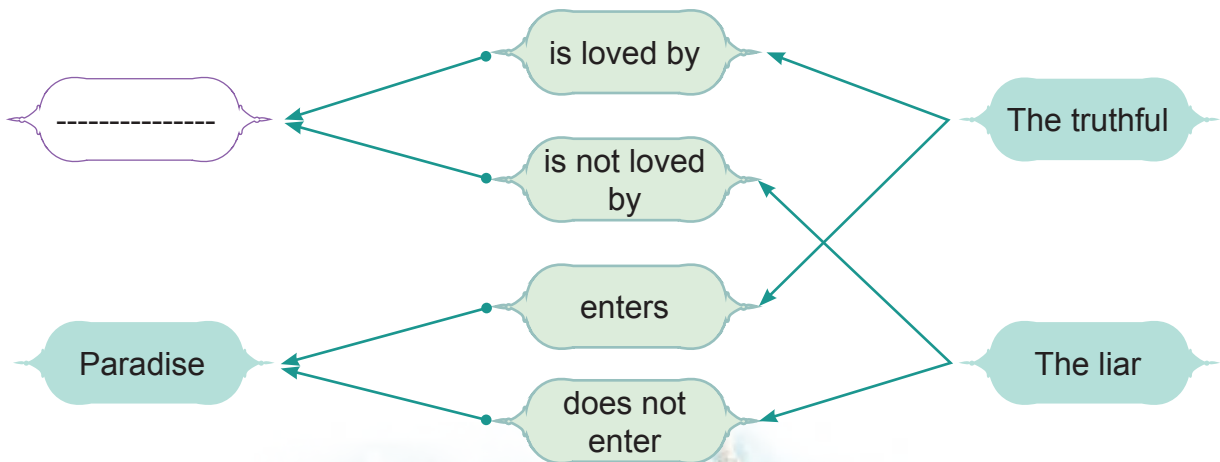 is loved by
---------------
The truthful
is not loved
by
enters
Paradise
The liar
does not
enter